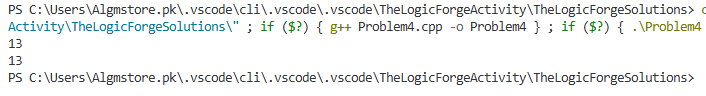 PS C:\Users\Algmstore.pk\.vscode\cli\.vscode\.vscode\TheLogicForgeActivity\TheLogicForgeSolutions>
Activity\TheLogicForgeSolutions\" ; if ($?) { g++ Problem4.cpp -o Problem4 } ; if ($?) { .\Problem4
13
13
PS C:\Users\Algmstore.pk\.vscode\cli\.vscode\.vscode\TheLogicForgeActivity\TheLogicForgeSolutions>